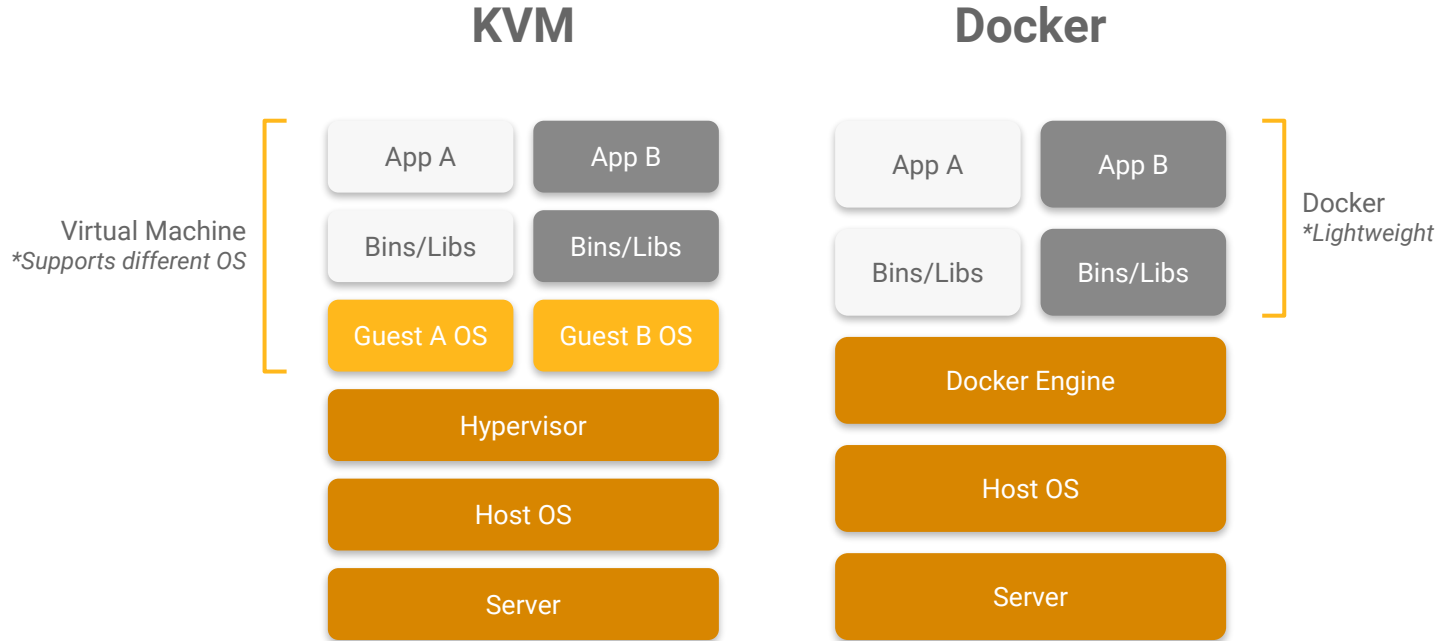 KVM
Docker
App A
App B
Virtual Machine
*Supports different OS
Bins/Libs
Bins/Libs
Guest A OS
Guest B OS
Hypervisor
Host OS
Server
App A
App B
Docker
*Lightweight
Bins/Libs
Bins/Libs
Docker Engine
Host OS
Server